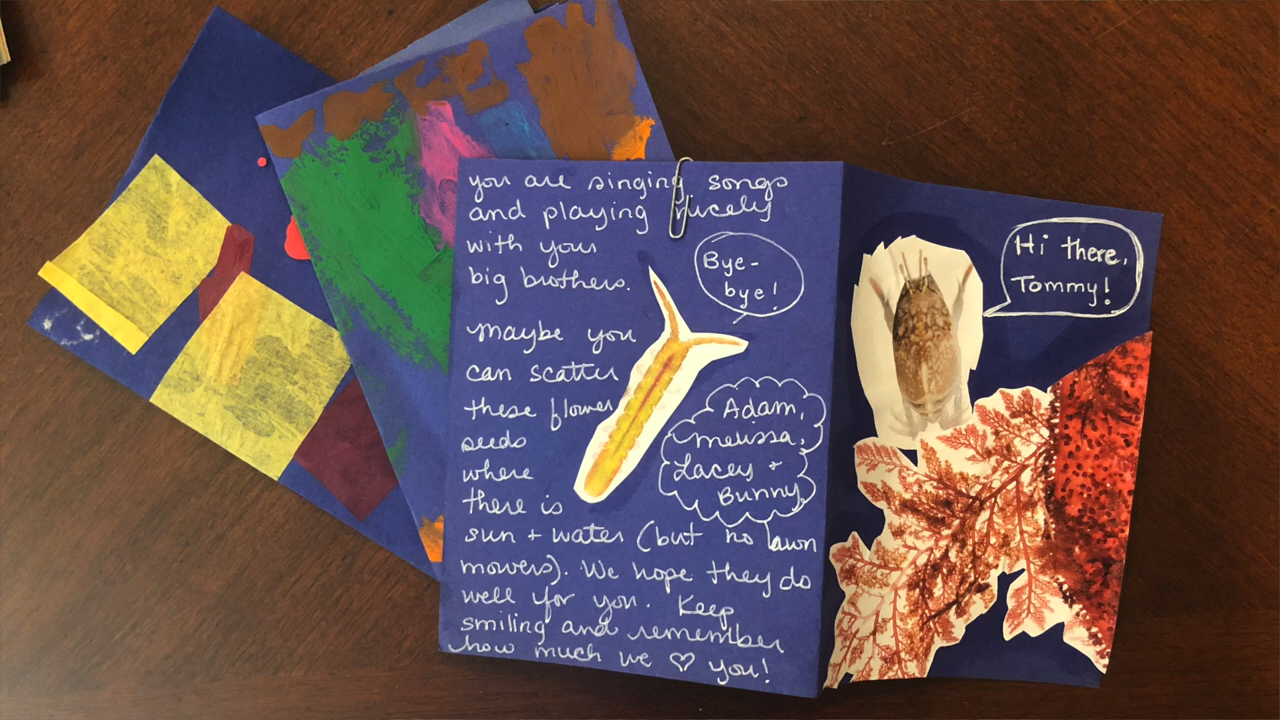 you are singing songs
and playing nicely
with your
big brothers.
Maybe you
can scatter
these flower
seeds
where
there is
sun + water (but no lawn
mowers). We hope they do
well for you. Keep
smiling and remember
how much we ♡ you!
Bye-
bye!
Adam,
Melissa,
Lacey +
Bunny
Hi there,
Tommy!